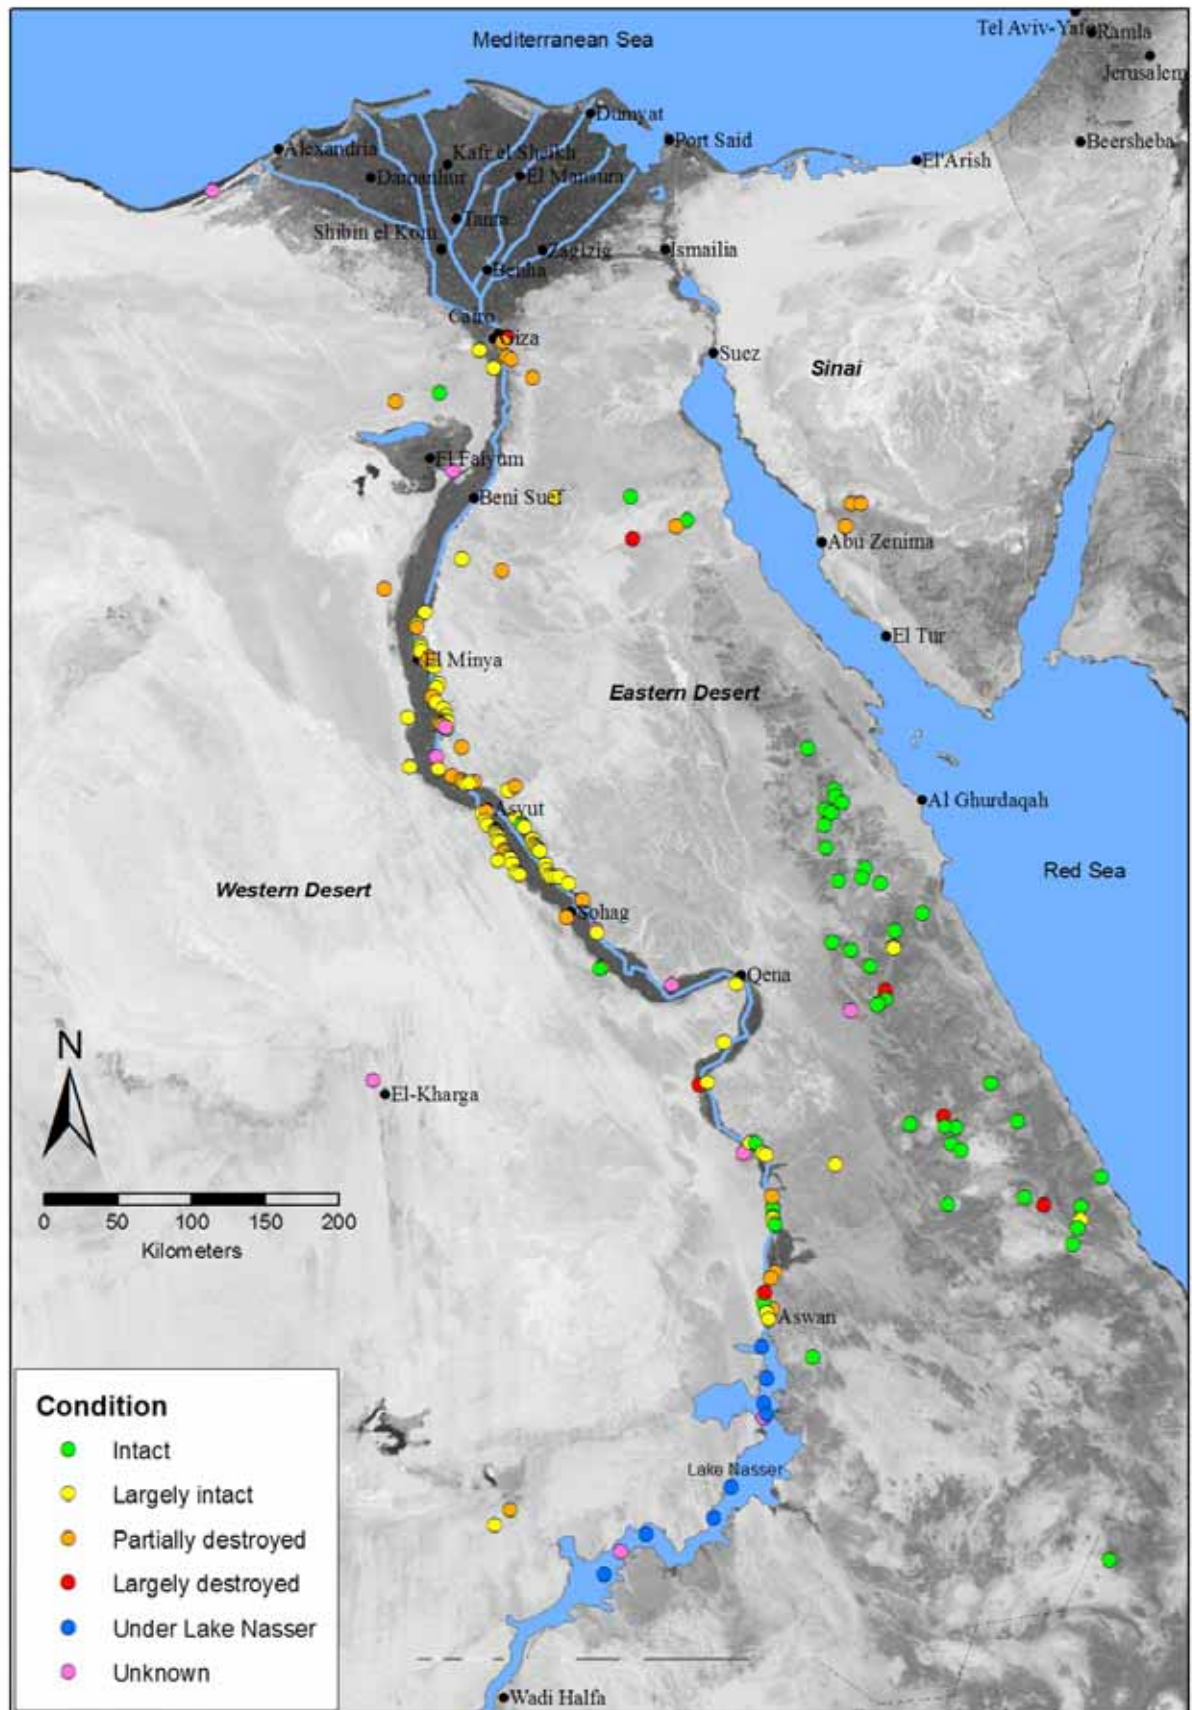 Mediterranean Sea
Tel Aviv-Yafo
Ramla
Jerusalem
Dumyat
Port Said
Beersheba
Alexandria
Kafr el Sheikh
El'Arish
Damanhur
El Mansura
Tanta
Shibin el Kom
Zagizig
Ismailia
Benha
Cairo
Giza
Suez
Sinai
El Faiyum
Beni Suef
Abu Zenima
El Tur
El Minya
Eastern Desert
Al Ghurdaqah
Asyut
Red Sea
Western Desert
Sohag
Qena
N
El-Kharga
0 50 100 150 200
Kilometers
Aswan
Lake Nasser
Condition
Intact
Largely intact
Partially destroyed
Largely destroyed
Under Lake Nasser
Unknown
Wadi Halfa